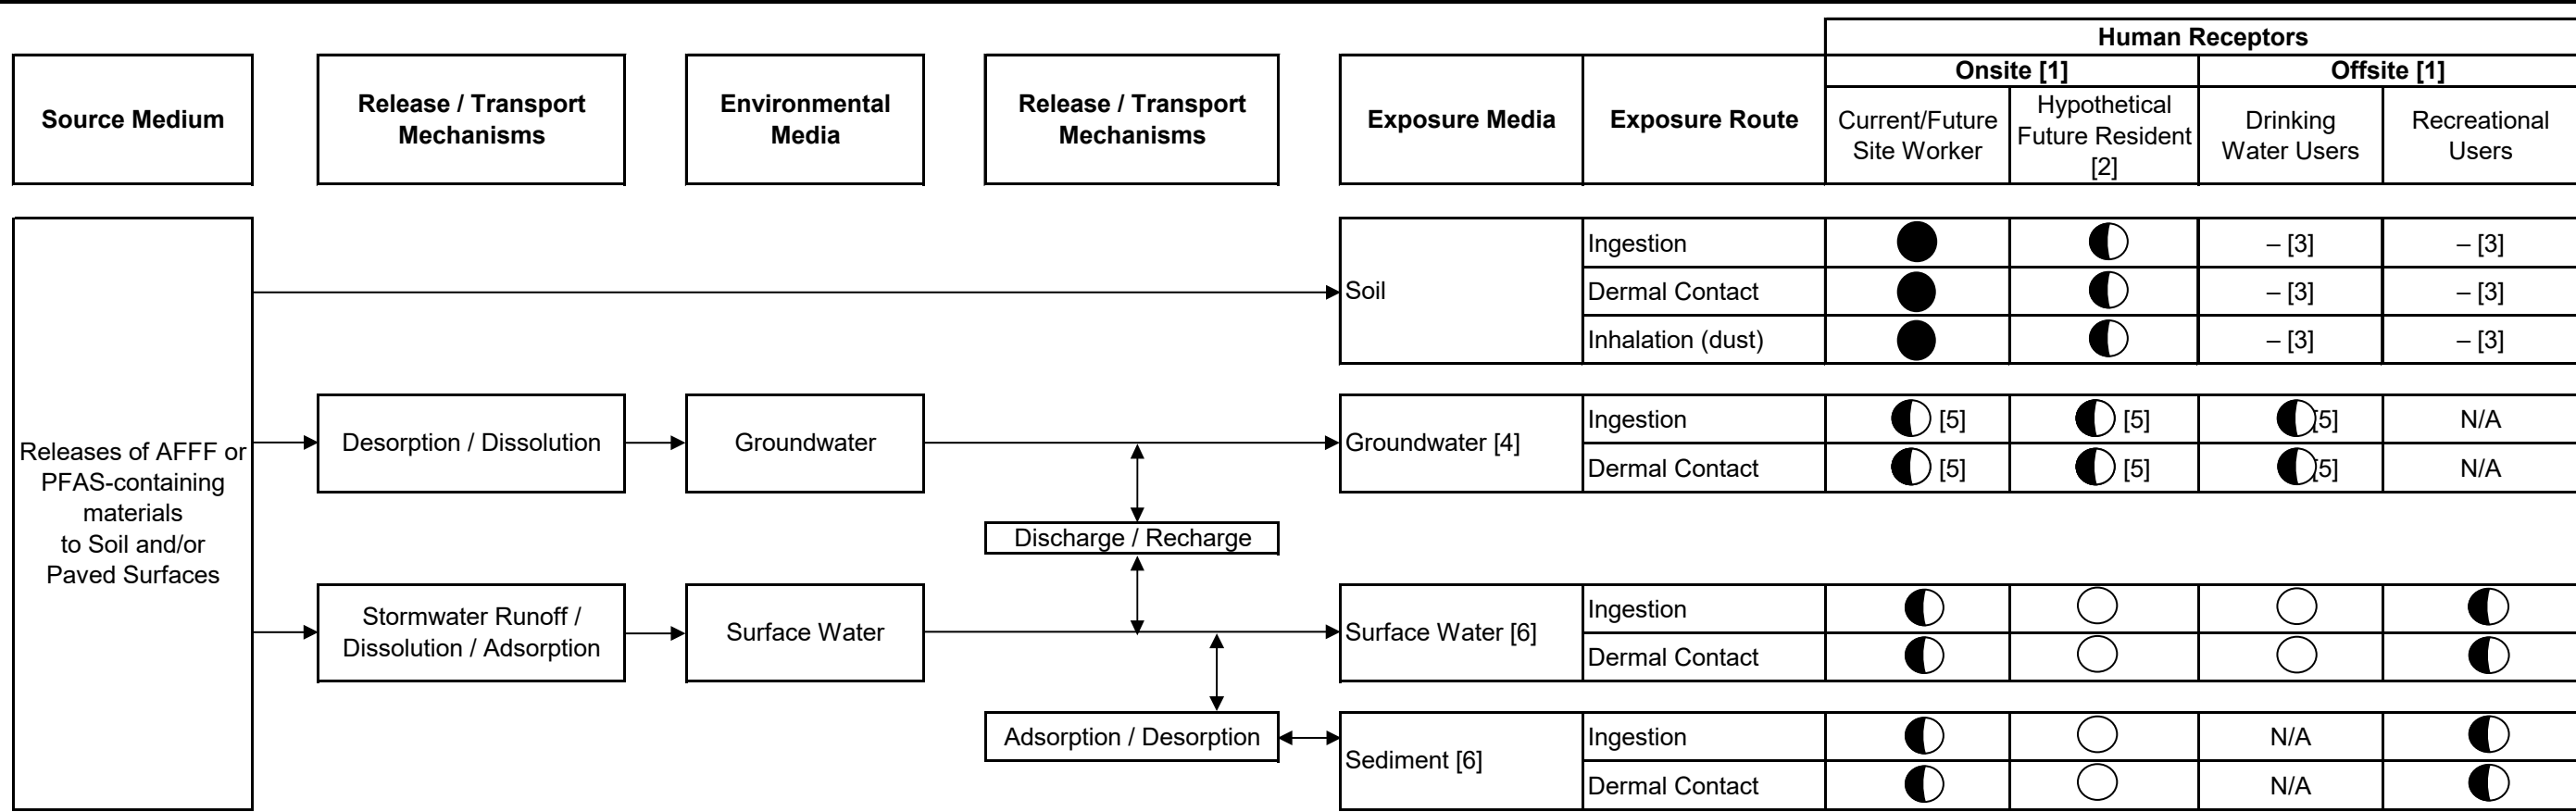 Human Receptors
Onsite [1]
Offsite [1]
Source Medium
Release / Transport
Mechanisms
Environmental
Media
Release / Transport
Mechanisms
Exposure Media
Exposure Route
Current/Future
Site Worker
Hypothetical
Future Resident
[2]
Drinking
Water Users
Recreational
Users
Releases of AFFF or
PFAS-containing
materials
to Soil and/or
Paved Surfaces
Soil
Ingestion
– [3]
– [3]
Dermal Contact
– [3]
– [3]
Inhalation (dust)
– [3]
– [3]
Desorption / Dissolution
Groundwater
Groundwater [4]
Ingestion
[5]
[5]
[5]
N/A
Dermal Contact
[5]
[5]
[5]
N/A
Discharge / Recharge
Stormwater Runoff /
Dissolution / Adsorption
Surface Water
Surface Water [6]
Ingestion
Dermal Contact
Adsorption / Desorption
Sediment [6]
Ingestion
N/A
Dermal Contact
N/A